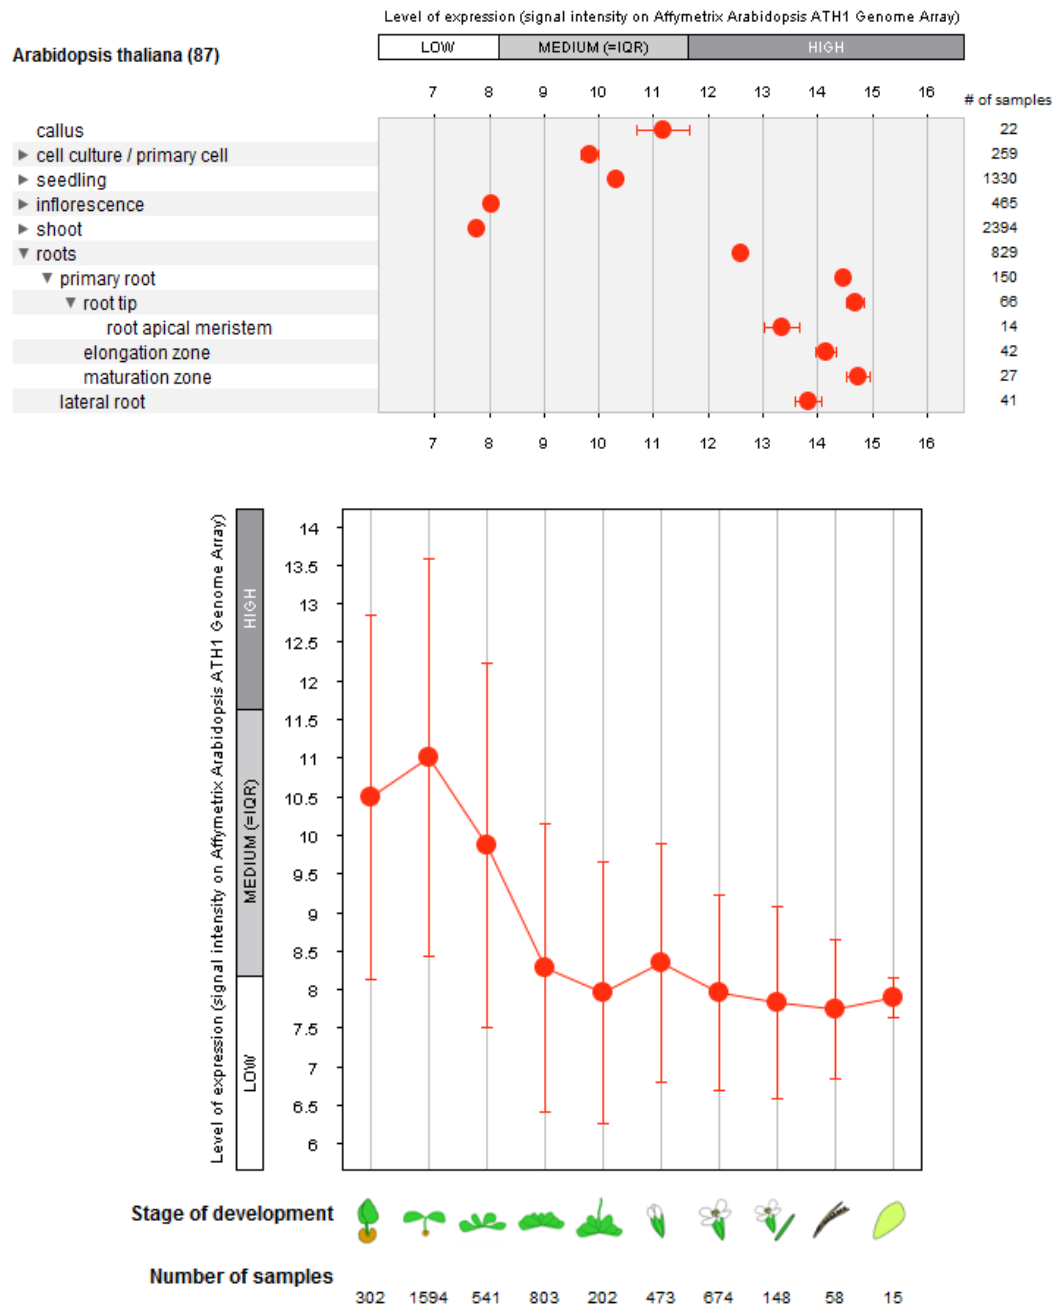 Level of expression (signal intensity on Affymetrix Arabidopsis ATH1 Genome Array)
Arabidopsis thaliana (87)
LOW MEDIUM (=IQR) HIGH
7 8 9 10 11 12 13 14 15 16
# of samples
callus 22
cell culture / primary cell 259
seedling 1330
inflorescence 465
shoot 2394
roots 829
primary root 150
root tip 66
root apical meristem 14
elongation zone 42
maturation zone 27
lateral root 41
7 8 9 10 11 12 13 14 15 16
Level of expression (signal intensity on Affymetrix Arabidopsis ATH1 Genome Array)
HIGH
MEDIUM (=IQR)
LOW
14
13.5
13
12.5
12
11.5
11
10.5
10
9.5
9
8.5
8
7.5
7
6.5
6
Stage of development
Number of samples
302 1594 541 803 202 473 674 148 58 15